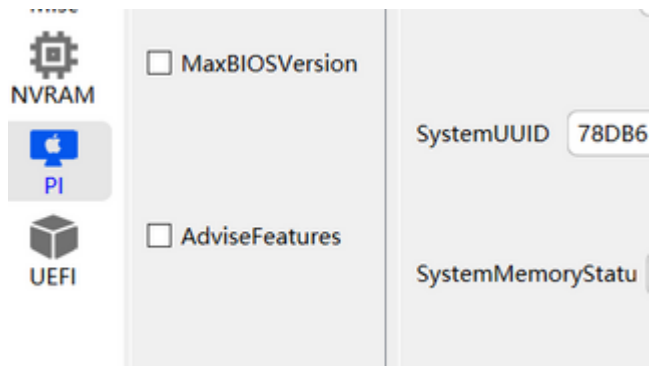 NVRAM
PI
UEFI
MaxBIOSVersion
AdviseFeatures
SystemUUID 78DB6
SystemMemoryStatu